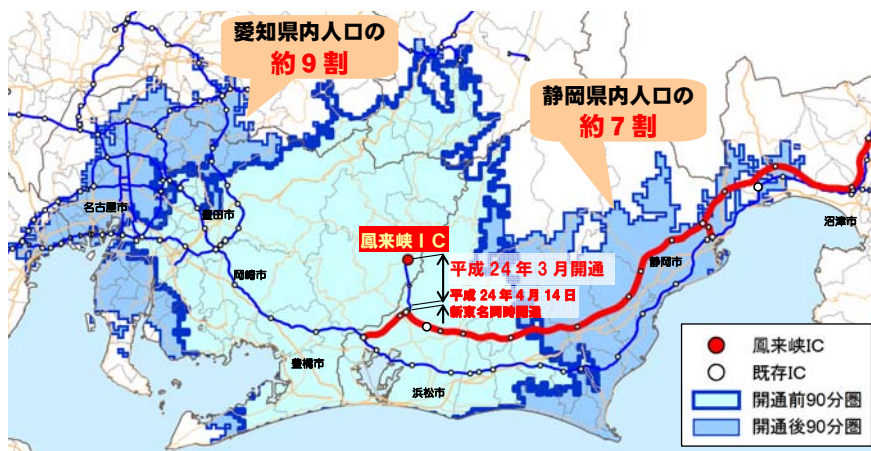 愛知県内人口の
約９割
静岡県内人口の
約７割
名古屋市
豊田市
岡崎市
鳳来峡ＩＣ
平成24年3月開通
平成24年4月14日
新東名同時開通
静岡市
沼津市
豊橋市
浜松市
鳳来峡IC
既存IC
開通前90分圏
開通後90分圏